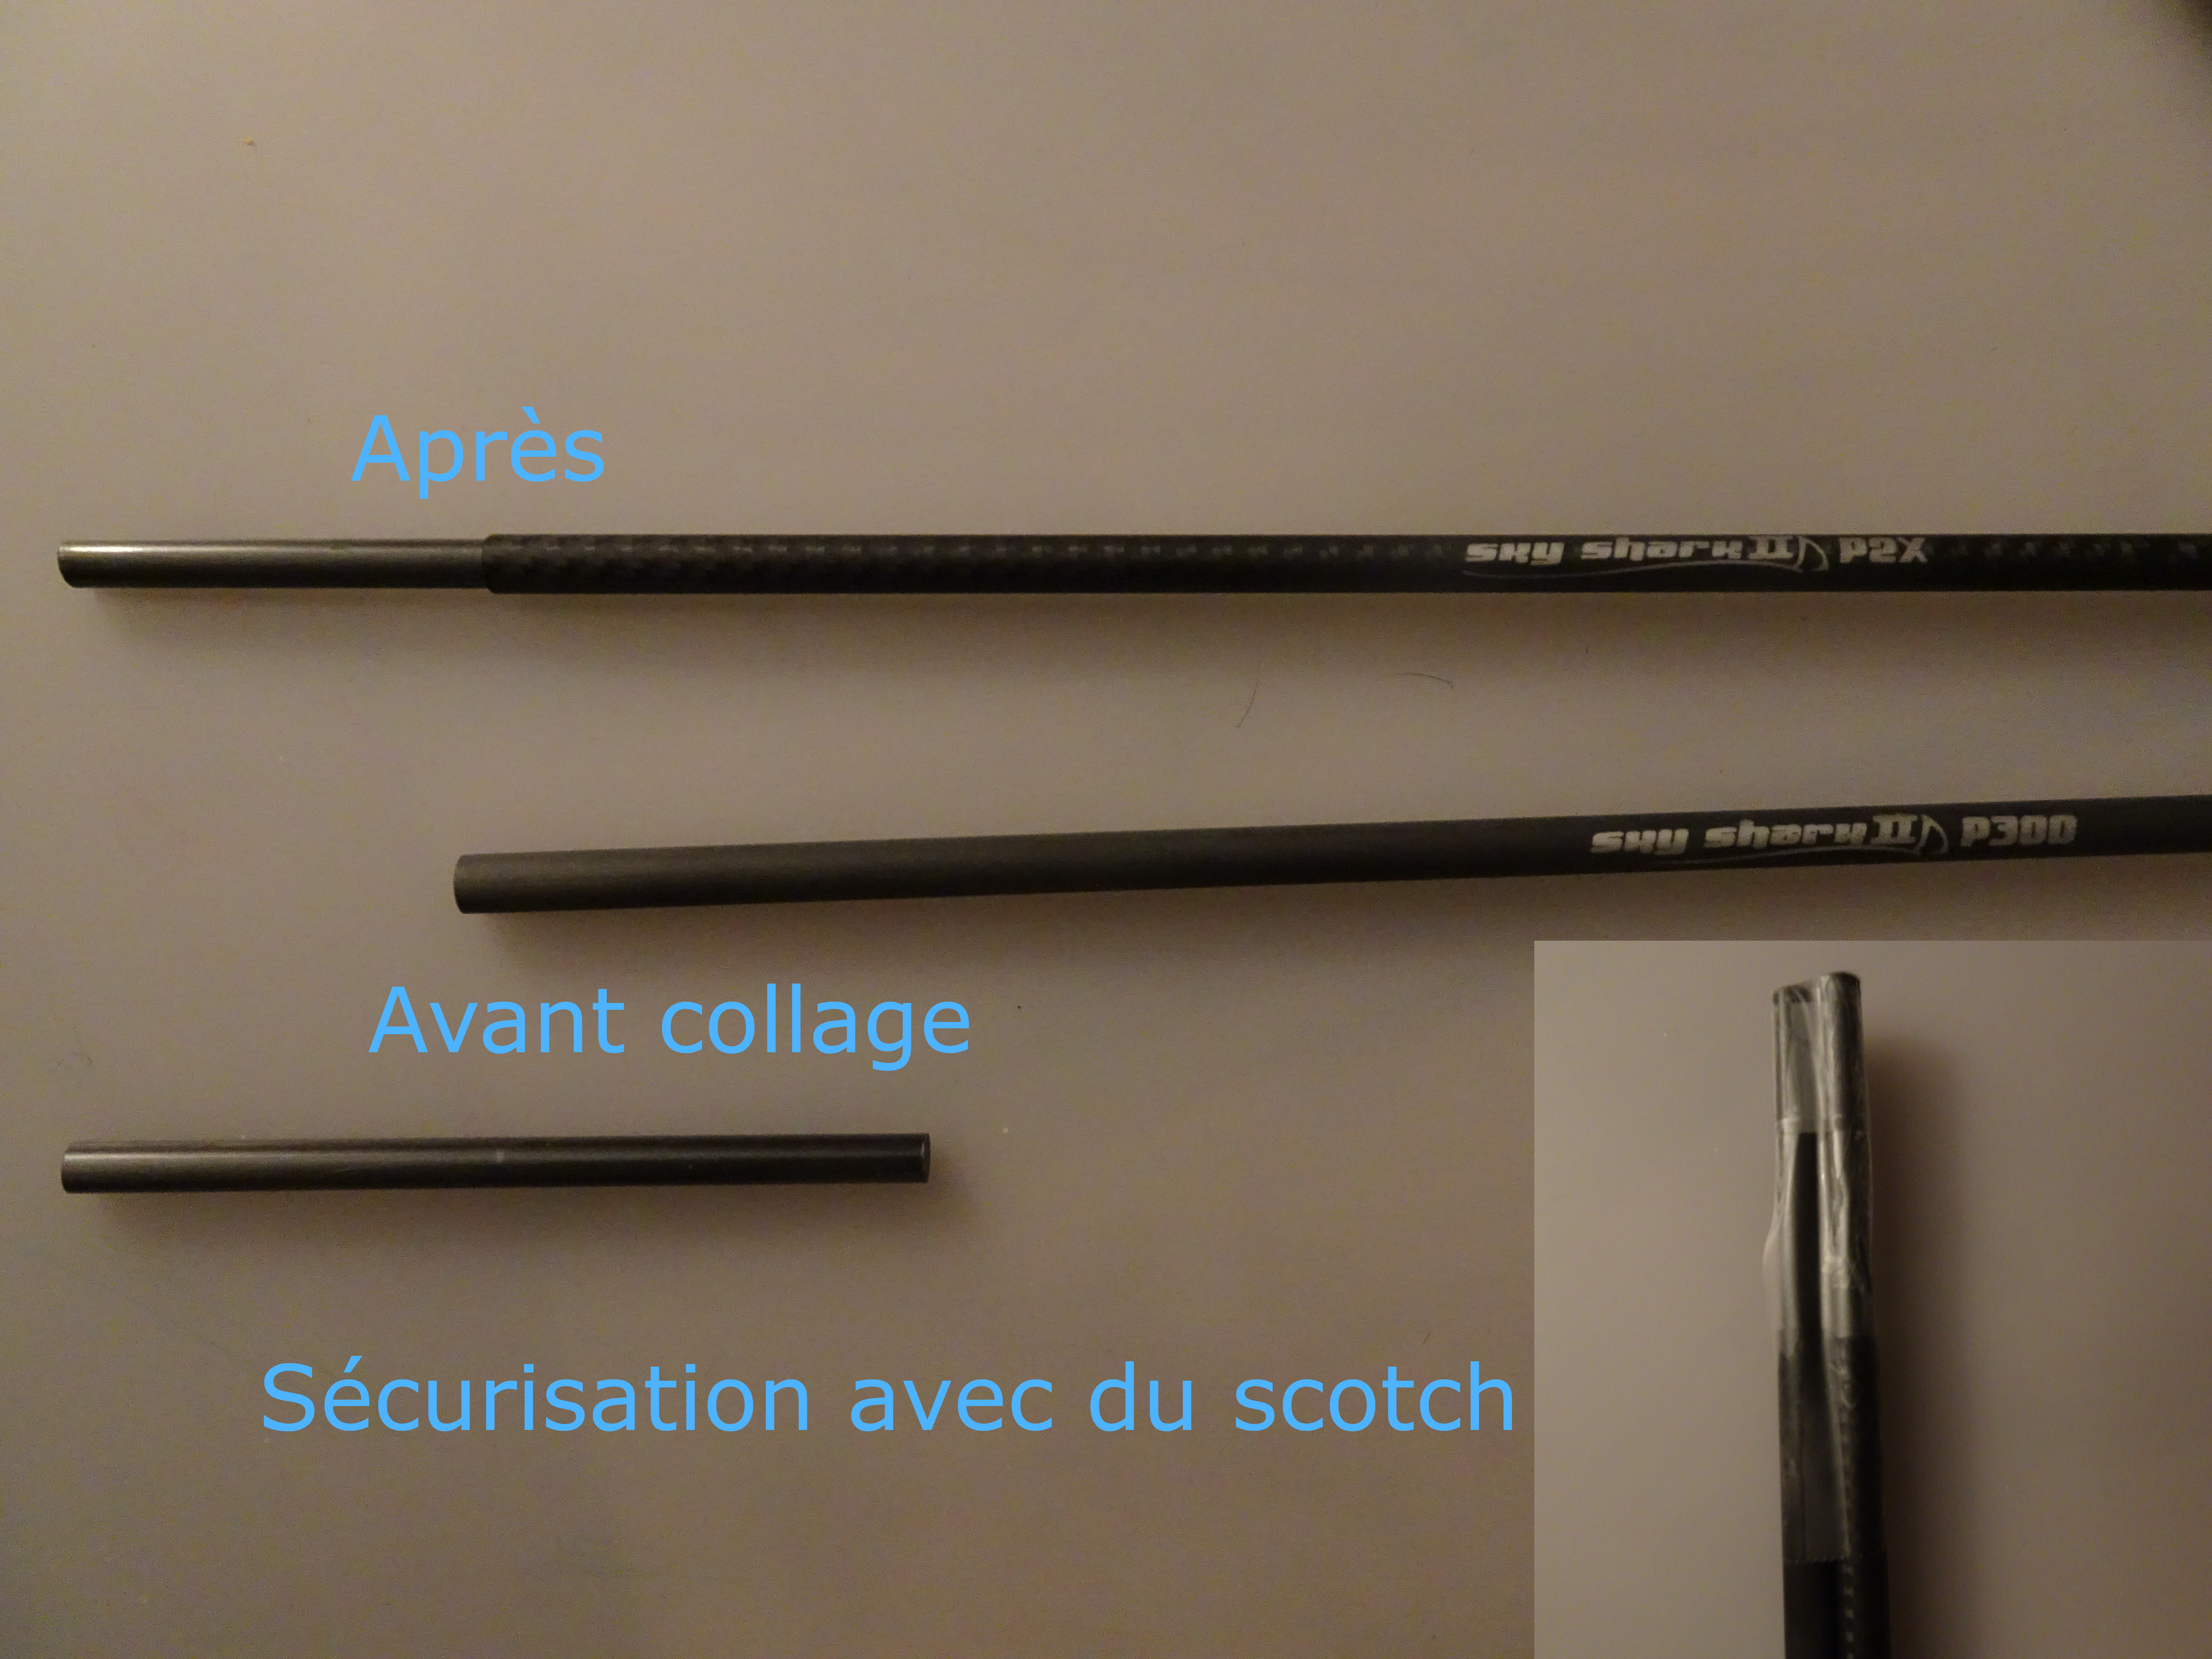 Après
sky shark II P2X
sky shark II P300
Avant collage
Sécurisation avec du scotch